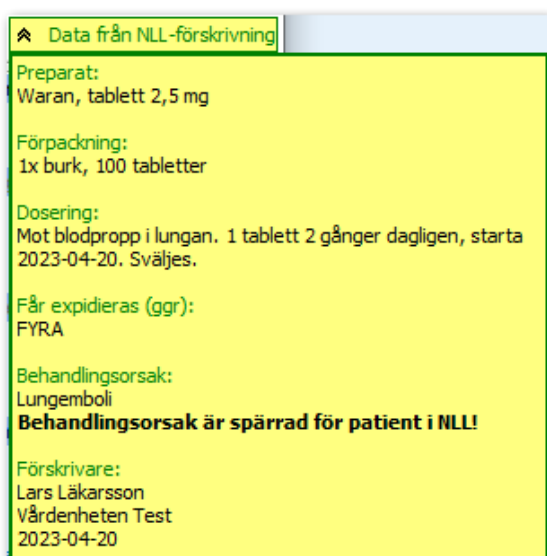 Data från NLL-förskrivning
Preparat:
Waran, tablett 2,5 mg
Förpackning:
1x burk, 100 tabletter
Dosering:
Mot blodpropp i lungan. 1 tablett 2 gånger dagligen, starta
2023-04-20. Sväljes.
Får expidieras (ggr):
FYRA
Behandlingsorsak:
Lungemboli
Behandlingsorsak är spärrad för patient i NLL!
Förskrivare:
Lars Läkarsson
Vårdenheten Test
2023-04-20